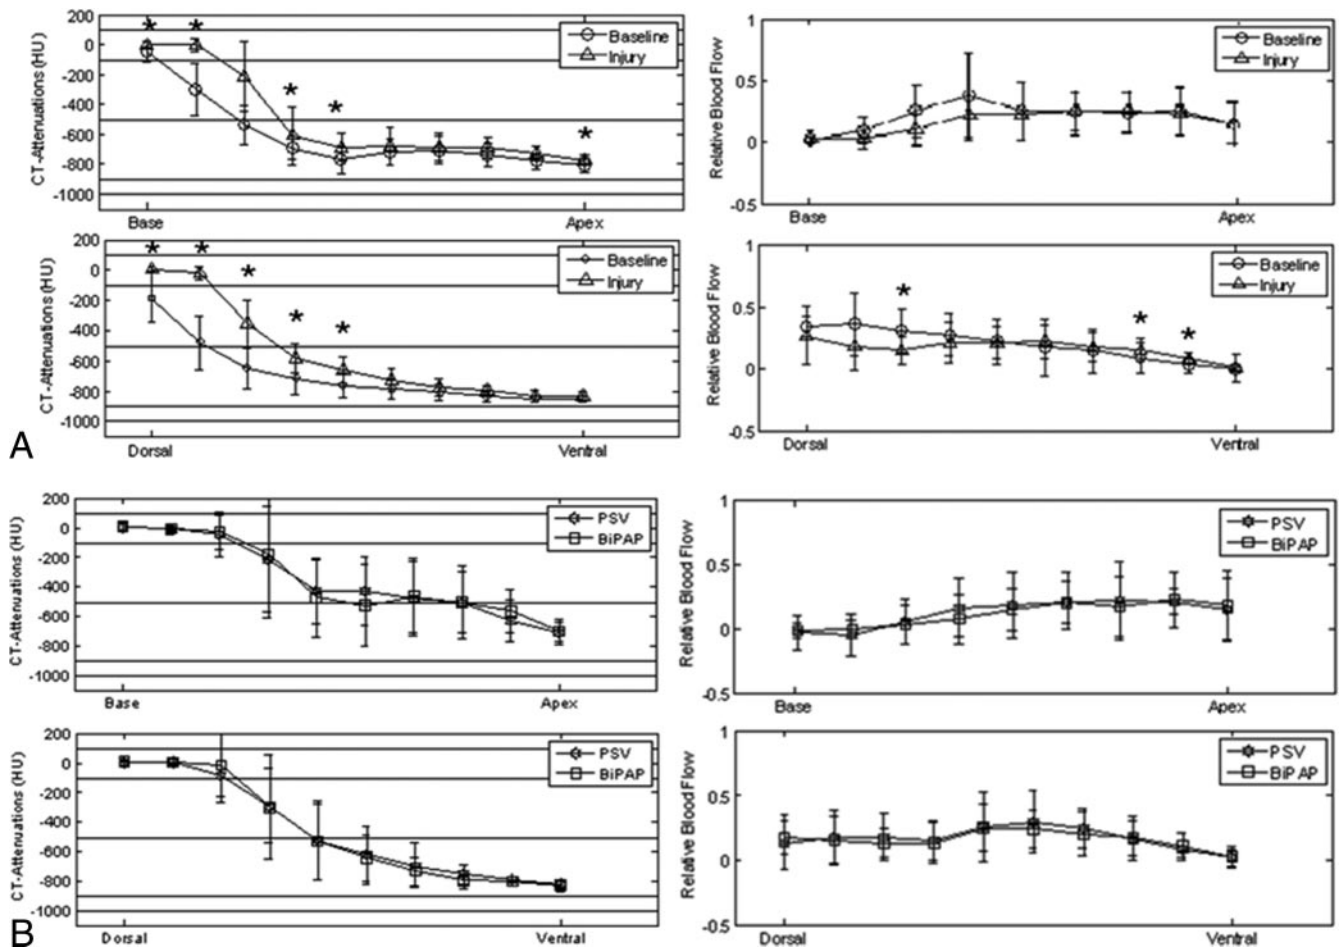 CT-Attenuations (HU)
200
0
-200
-400
-600
-800
-1000
* * * * *
Baseline
Injury
Base Apex
Relative Blood Flow
1
0.5
0
-0.5
Baseline
Injury
Base Apex
CT-Attenuations (HU)
200
0
-200
-400
-600
-800
-1000
* * * * *
Baseline
Injury
Dorsal Ventral
Relative Blood Flow
1
0.5
0
-0.5
* * *
Baseline
Injury
Dorsal Ventral
A
CT-Attenuations (HU)
200
0
-200
-400
-600
-800
-1000
PSV
BiPAP
Base Apex
Relative Blood Flow
1
0.5
0
-0.5
PSV
BiPAP
Base Apex
CT-Attenuations (HU)
200
0
-200
-400
-600
-800
-1000
PSV
BiPAP
Dorsal Ventral
Relative Blood Flow
1
0.5
0
-0.5
PSV
BiPAP
Dorsal Ventral
B